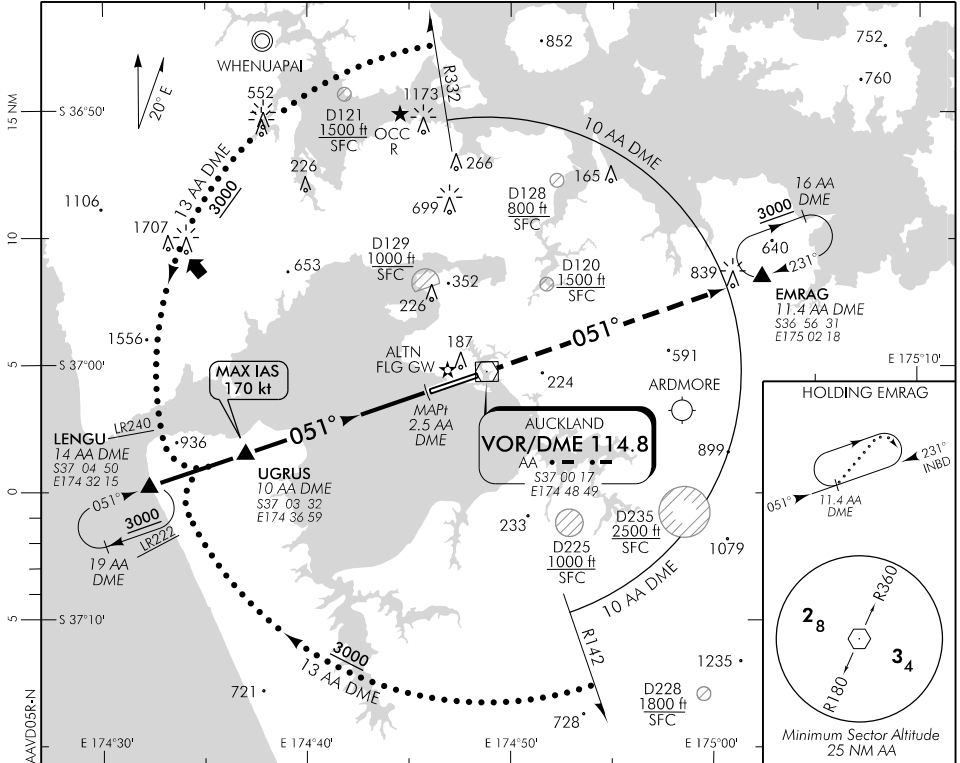 852
752
760
WHENUAPAI
20° E
552
15 NM
S 36°50'
D121
1500 ft
SFC
OCC
R
1173
R332
10 AA DME
13 AA DME
3000
226
266
D128
800 ft
SFC
165
16 AA
DME
3000
1106
699
640
231°
10
1707
653
D129
1000 ft
SFC
352
226
D120
1500 ft
SFC
839
EMRAG
11.4 AA DME
S36 56 31
E175 02 18
051°
1556
187
5
S 37°00'
ALTN
FLG GW
591
E 175°10'
MAX IAS
170 kt
224
ARDMORE
MAPt
2.5 AA
DME
051°
AUCKLAND
VOR/DME 114.8
AA
S37 00 17
E174 48 49
899
LENGU
14 AA DME
S37 04 50
E174 32 15
LR240
936
UGRUS
10 AA DME
S37 03 32
E174 36 59
0
051°
3000
LR222
19 AA
DME
233
D225
1000 ft
SFC
D235
2500 ft
SFC
1079
10 AA DME
5
S 37°10'
R142
3000
13 AA DME
721
728
1235
D228
1800 ft
SFC
E 174°30'
E 174°40'
E 174°50'
E 175°00'
AAVD05R-N
HOLDING EMRAG
231°
INBD
051°
11.4 AA
DME
R360
28
34
R180
Minimum Sector Altitude
25 NM AA